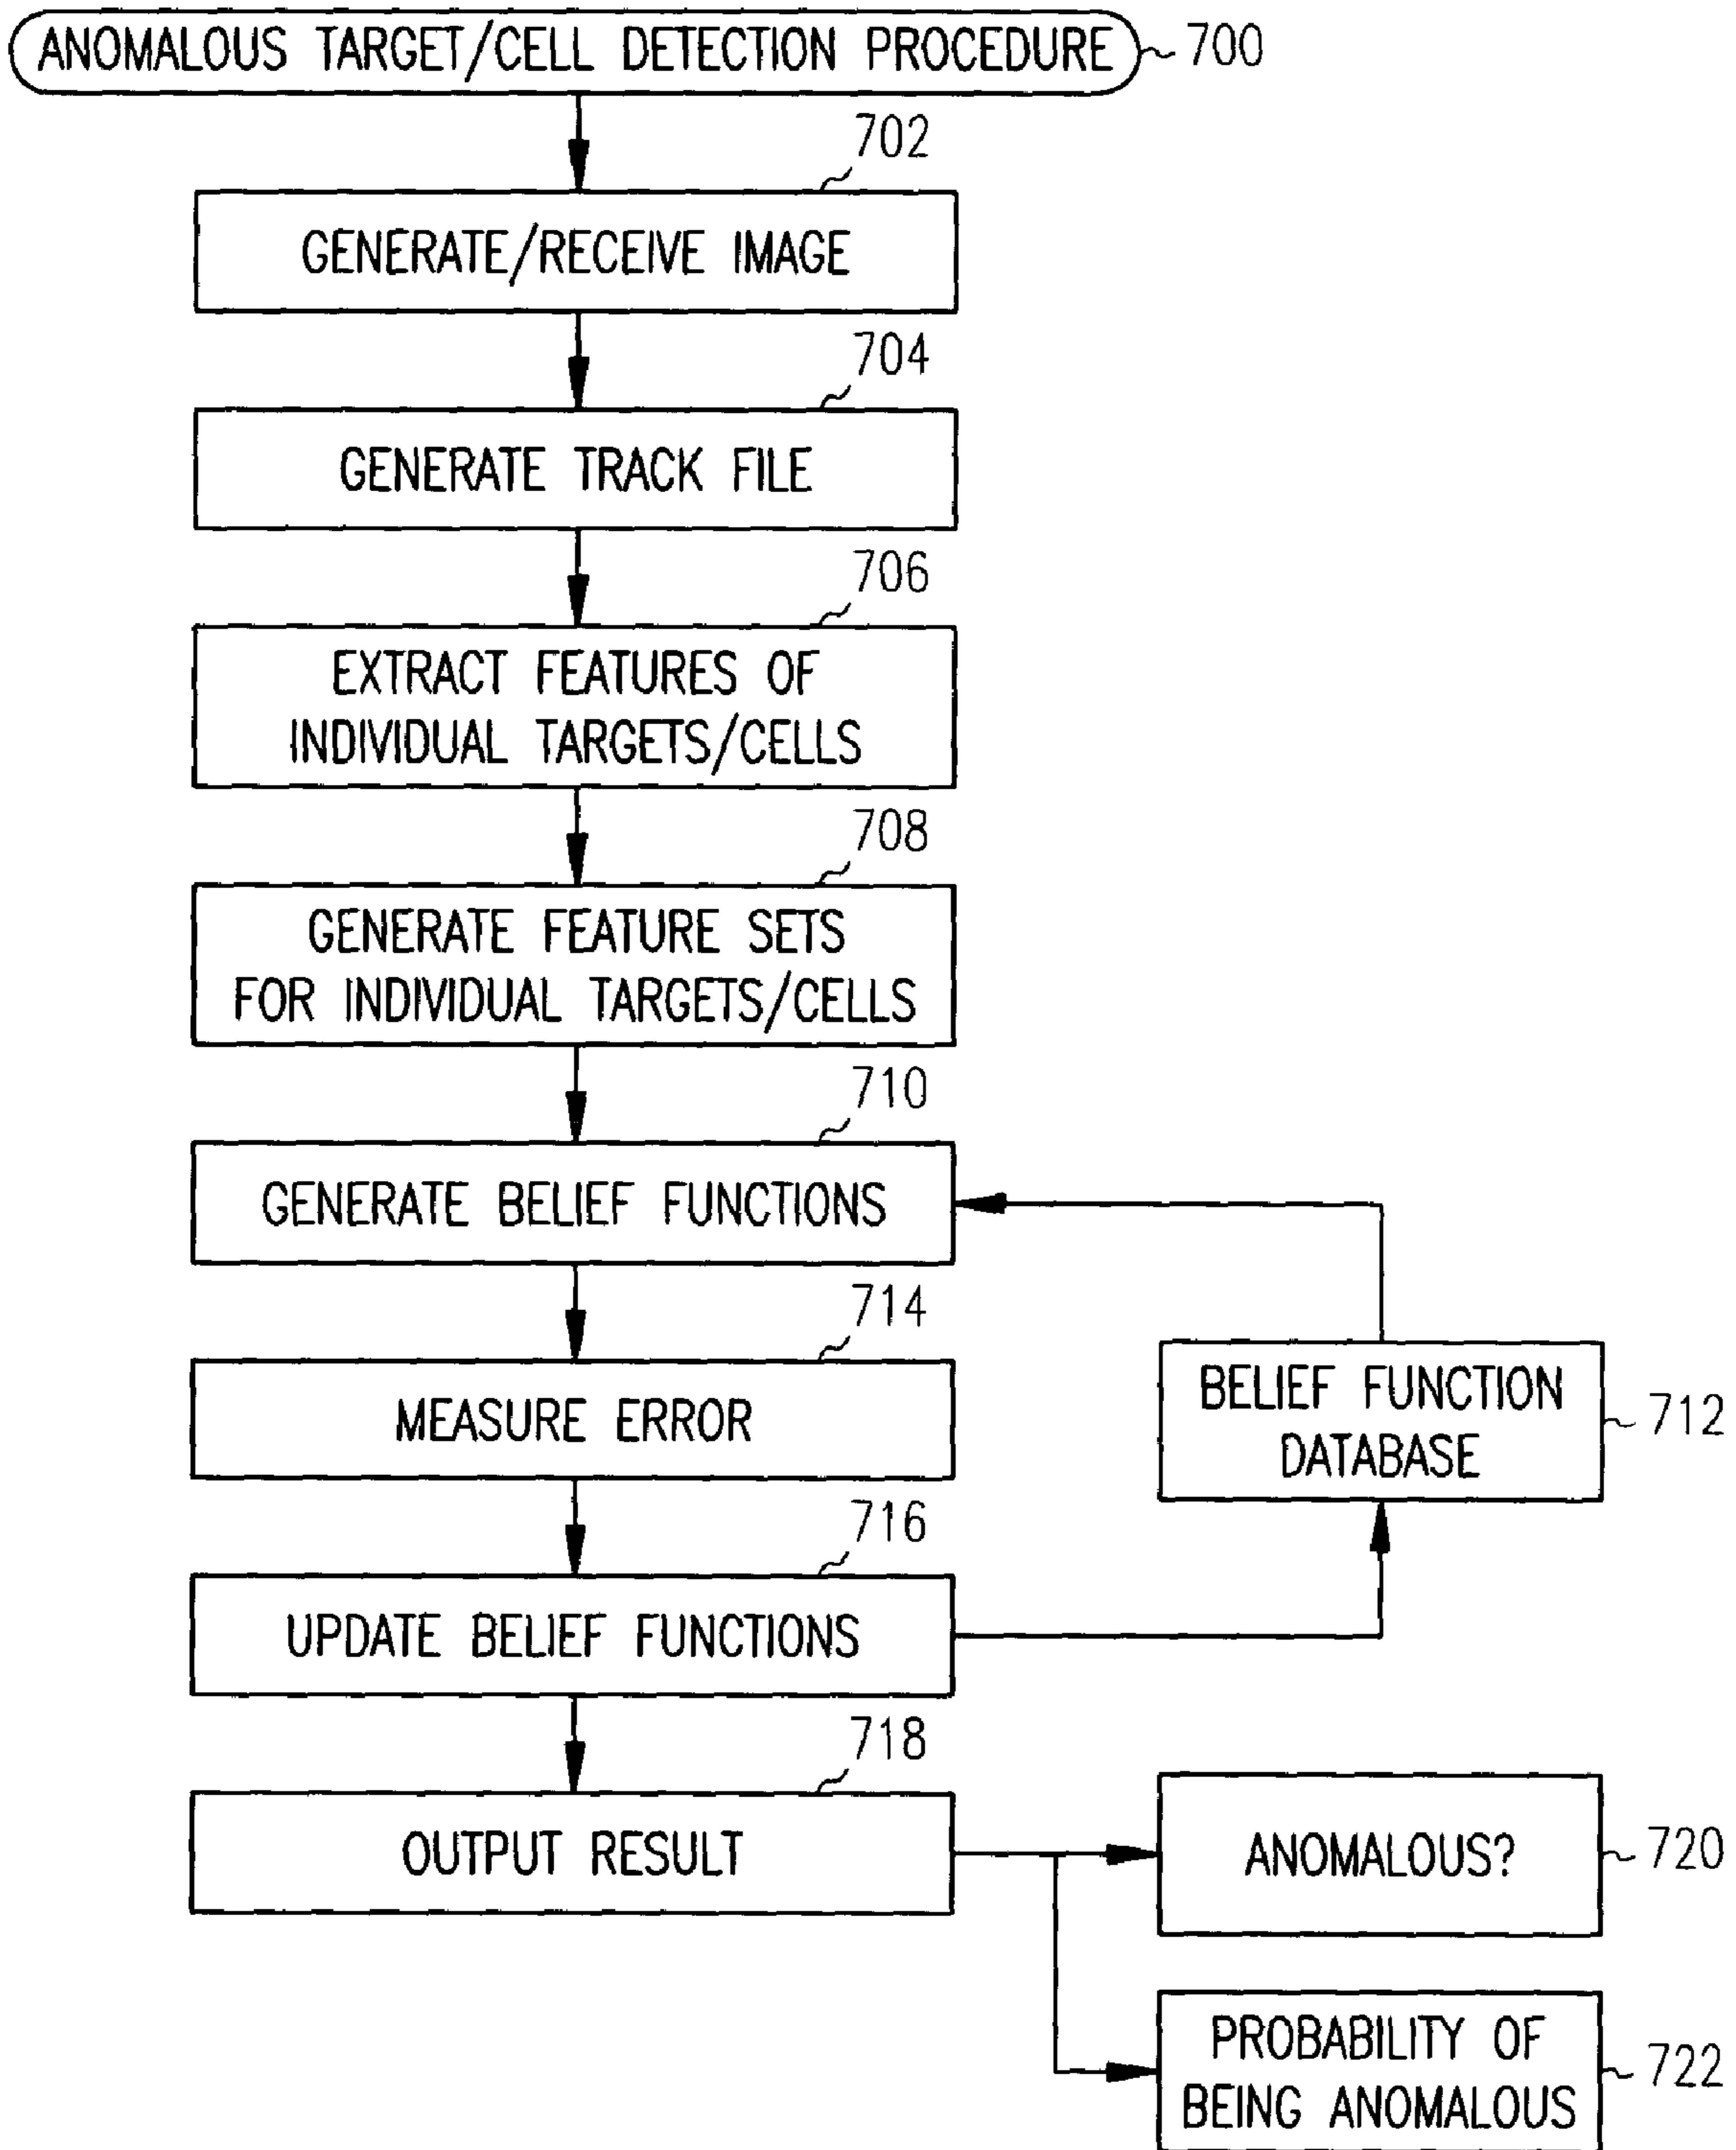 ANOMALOUS TARGET/CELL DETECTION PROCEDURE
700
702
GENERATE/RECEIVE IMAGE
704
GENERATE TRACK FILE
706
EXTRACT FEATURES OF
INDIVIDUAL TARGETS/CELLS
708
GENERATE FEATURE SETS
FOR INDIVIDUAL TARGETS/CELLS
710
GENERATE BELIEF FUNCTIONS
714
MEASURE ERROR
BELIEF FUNCTION
DATABASE
712
716
UPDATE BELIEF FUNCTIONS
718
OUTPUT RESULT
ANOMALOUS?
720
PROBABILITY OF
BEING ANOMALOUS
722